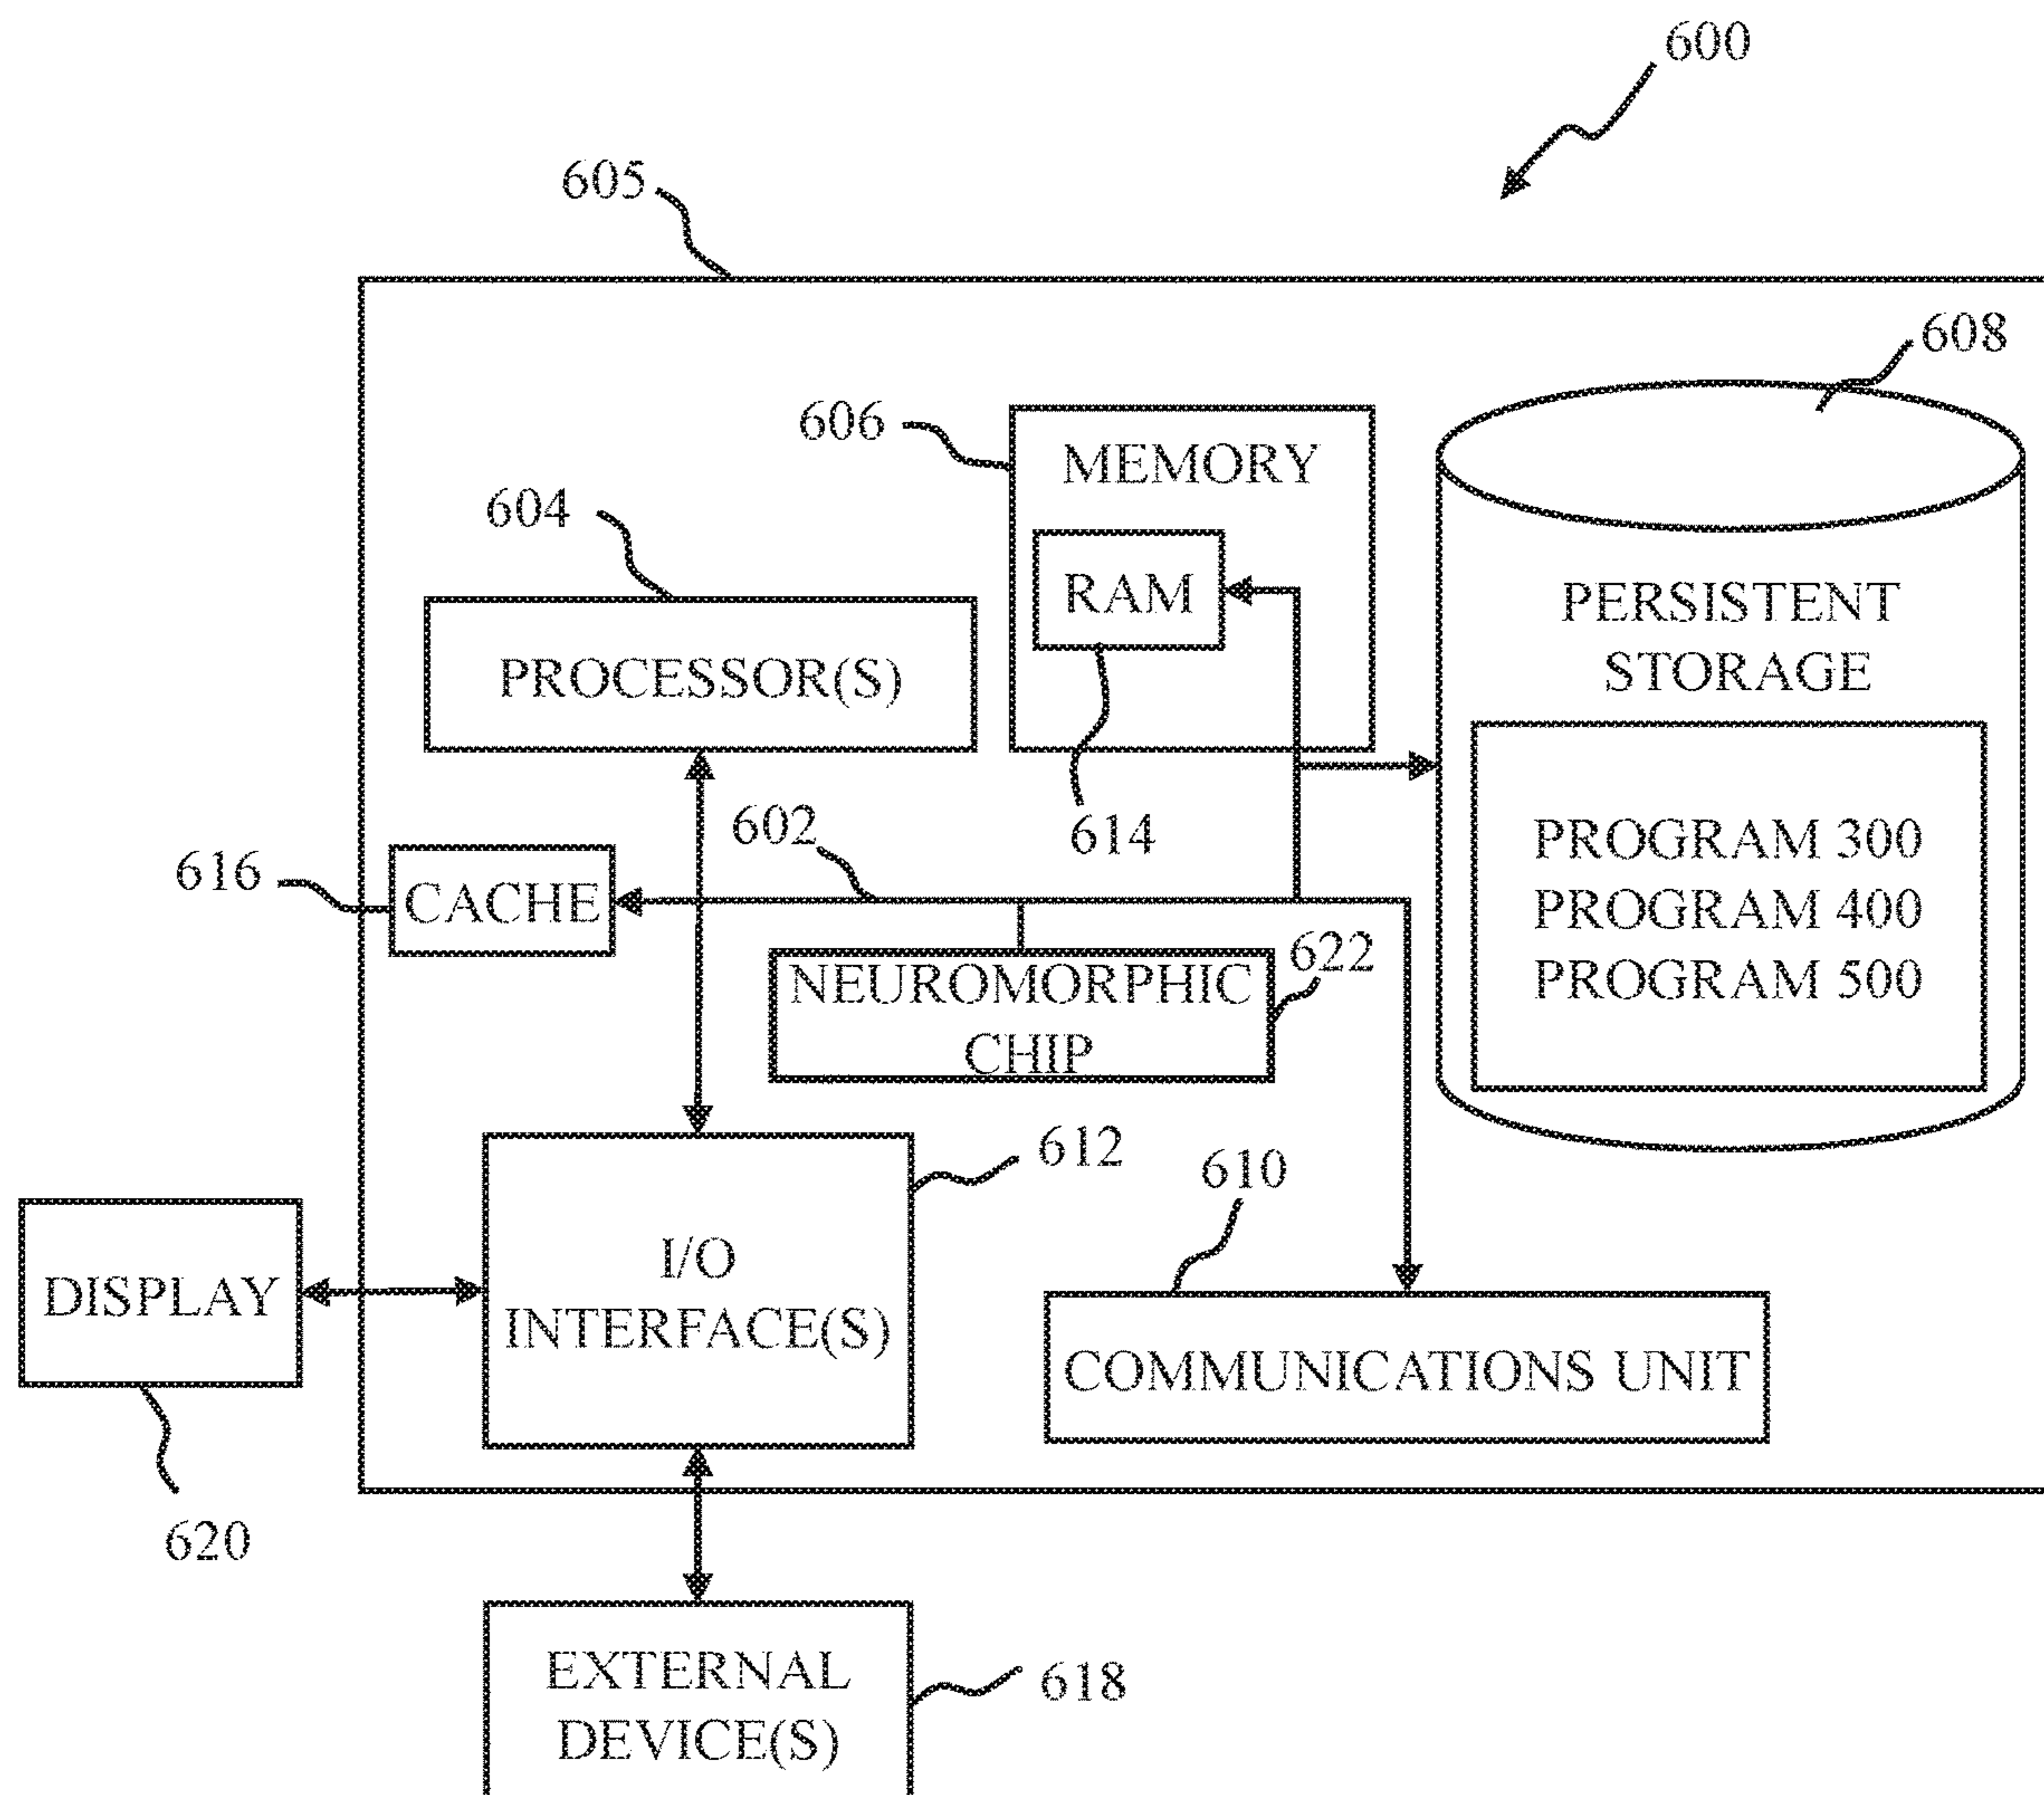 600
605
608
606
MEMORY
604
RAM
PERSISTENT
STORAGE
PROCESSOR(S)
602
614
PROGRAM 300
616
CACHE
PROGRAM 400
622
NEUROMORPHIC
PROGRAM 500
CHIP
612
610
I/O
DISPLAY
INTERFACE(S)
COMMUNICATIONS UNIT
620
EXTERNAL
618
DEVICE(S)